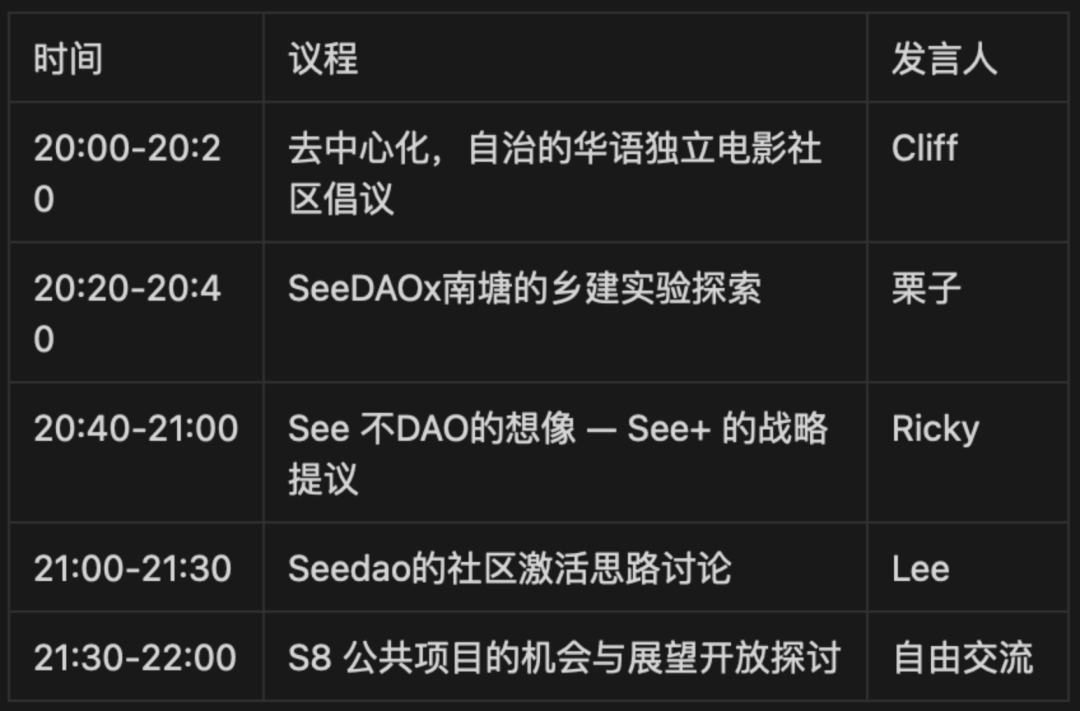 时间 议程 发言人
20:00-20:2 去中心化，自治的华语独立电影社 Cliff
0 区倡议
20:20-20:4 SeeDAOx南塘的乡建实验探索 栗子
0
20:40-21:00 See 不DAO的想像 — See+ 的战略 Ricky
提议
21:00-21:30 Seedao的社区激活思路讨论 Lee
21:30-22:00 S8 公共项目的机会与展望开放探讨 自由交流